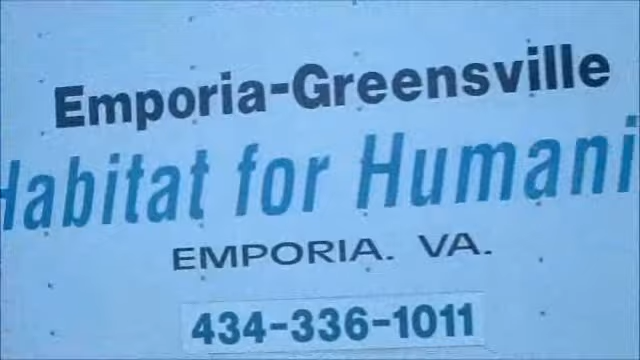 Emporia-Greensville
Habitat for Humani
EMPORIA. VA.
434-336-1011